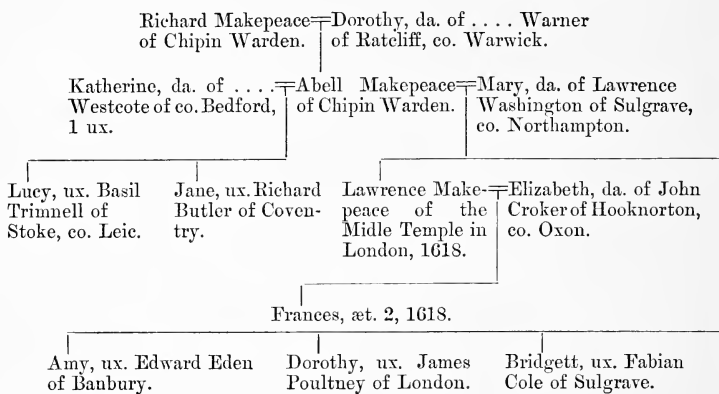 Richard Makepeace
of Chipin Warden.
Dorothy, da. of .... Warner
of Ratcliff, co. Warwick.
Katherine, da. of ....
Westcote of co. Bedford,
1 ux.
Abell Makepeace
of Chipin Warden.
Mary, da. of Lawrence
Washington of Sulgrave,
co. Northampton.
Lucy, ux. Basil
Trimnell of
Stoke, co. Leic.
Jane, ux. Richard
Butler of Coven-
try.
Lawrence Make-
peace of the
Midle Temple in
London, 1618.
Elizabeth, da. of John
Croker of Hooknorton,
co. Oxon.
Frances, æt. 2, 1618.
Amy, ux. Edward Eden
of Banbury.
Dorothy, ux. James
Poultney of London.
Bridgett, ux. Fabian
Cole of Sulgrave.